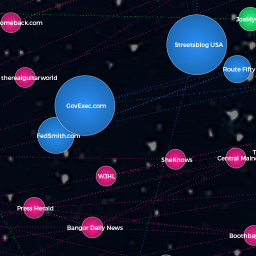 omeback.com
JoeMy
Streetsblog USA
Route Fifty
therealguitarworld
GovExec.com
FedSmith.com
SheKnows
T
Central Maine
WJHL
Press Herald
Bangor Daily News
Boothbay